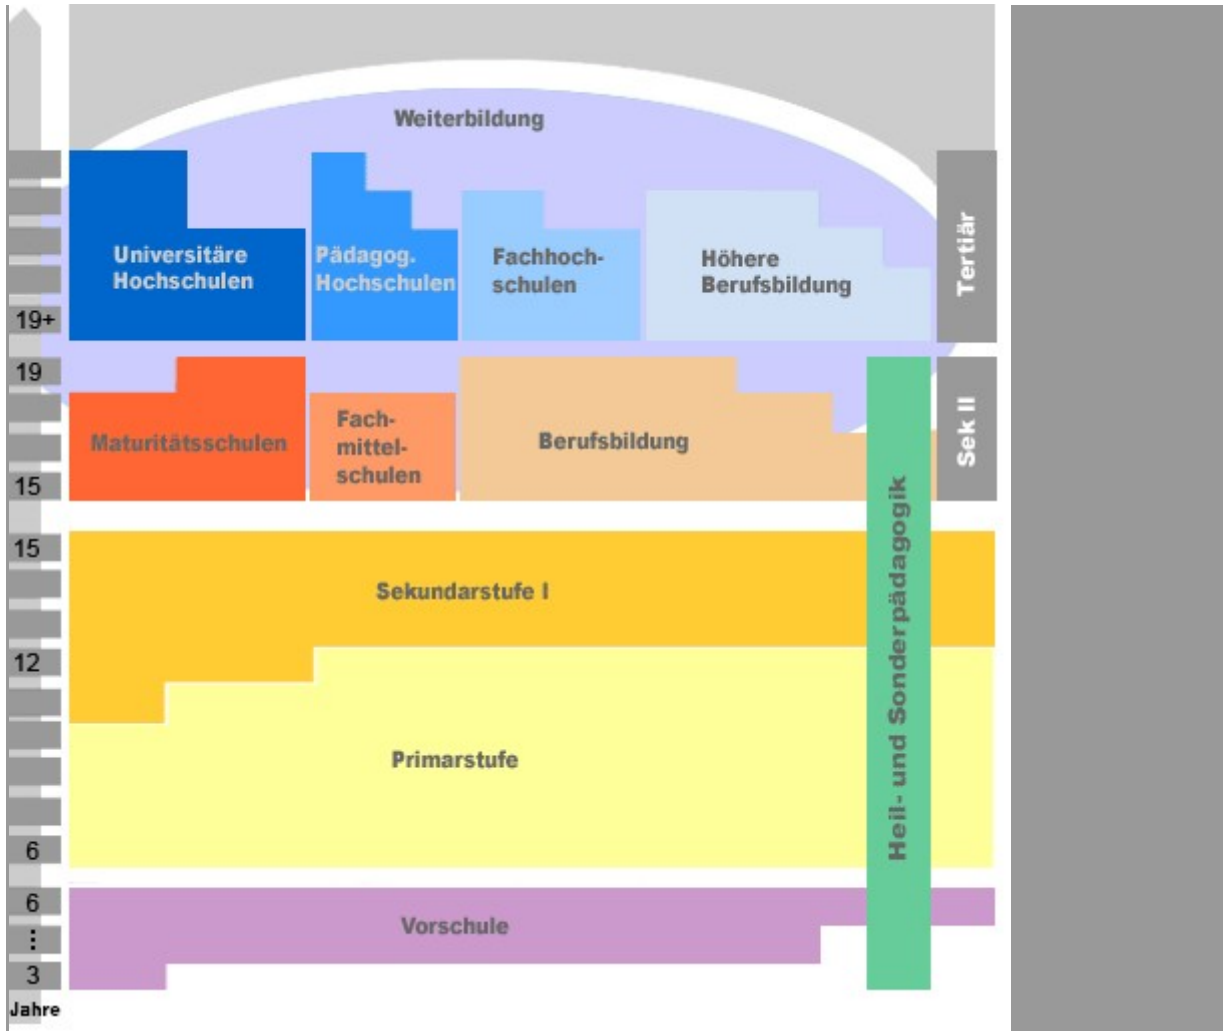 Weiterbildung
Universitäre
Hochschulen
Pädagog.
Hochschulen
Fachhoch-
schulen
Höhere
Berufsbildung
Tertiär
19+
19
Maturitätsschulen
Fach-
mittel-
schulen
Berufsbildung
Sek II
15
15
Sekundarstufe I
12
Primarstufe
Heil- und Sonderpädagogik
6
6
Vorschule
⋮
3
Jahre